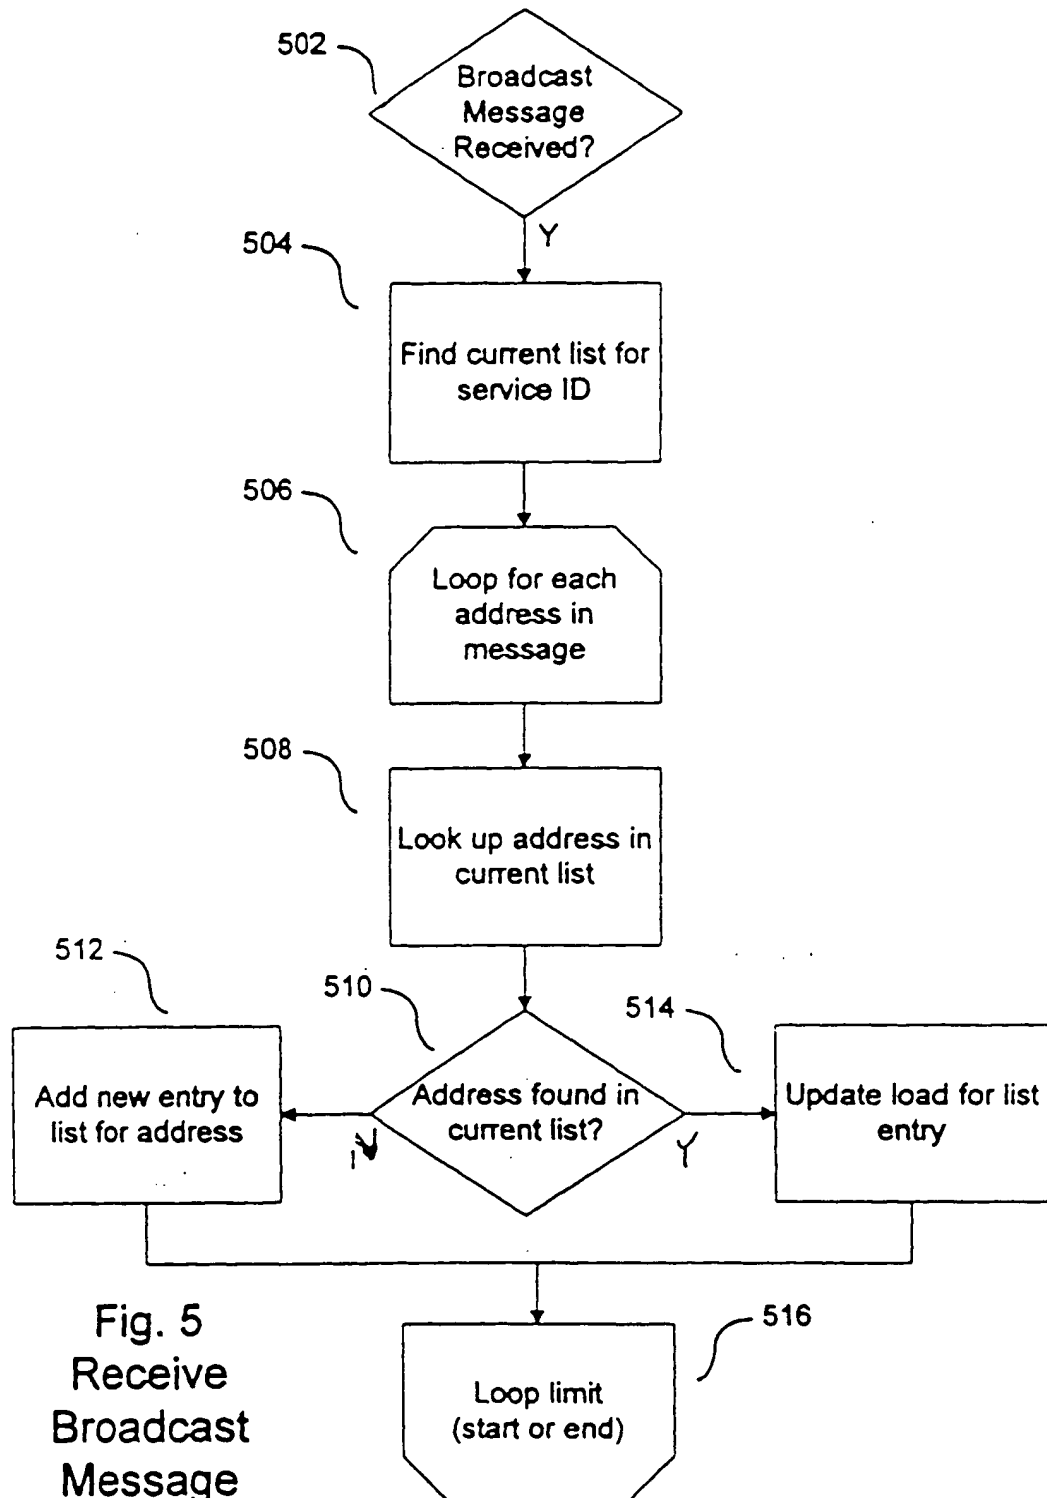 502
Broadcast
Message
Received?
Y
504
Find current list for
service ID
506
Loop for each
address in
message
508
Look up address in
current list
512
510
514
Add new entry to
list for address
Address found in
current list?
Update load for list
entry
N
Y
516
Loop limit
(start or end)
Fig. 5
Receive
Broadcast
Message